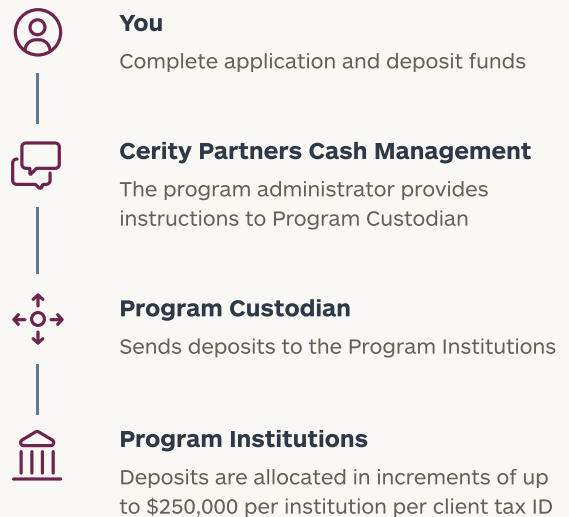 You
Complete application and deposit funds
Cerity Partners Cash Management
The program administrator provides
instructions to Program Custodian
Program Custodian
Sends deposits to the Program Institutions
Program Institutions
Deposits are allocated in increments of up
to $250,000 per institution per client tax ID